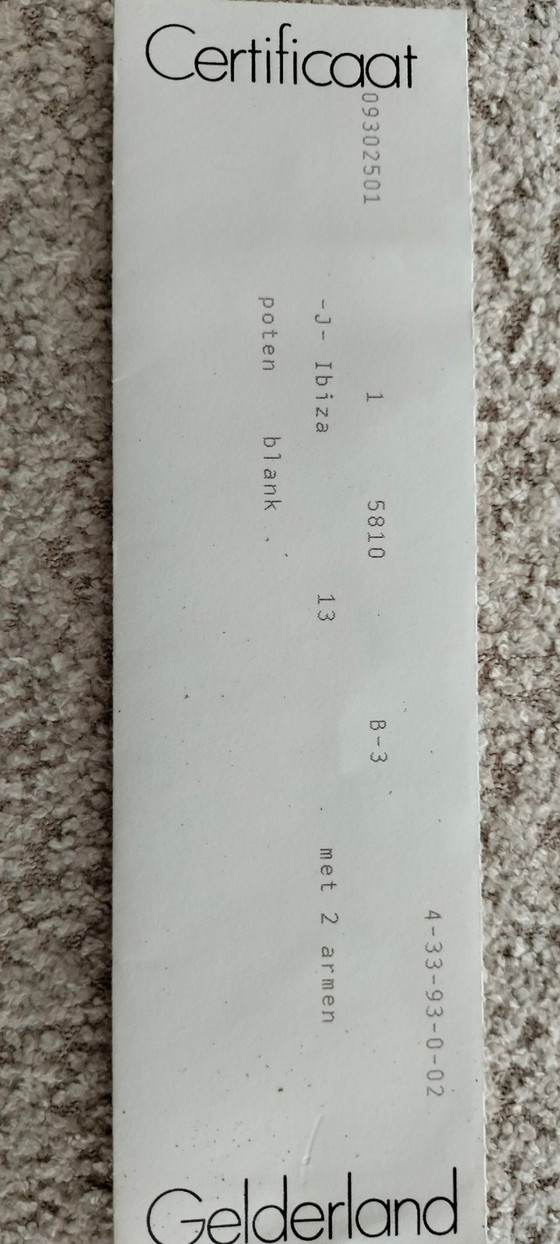 Certificaat
4-33-93-0-02
09302501 1 5810 B-3
-J- Ibiza 13 met 2 armen
poten blank.
Gelderland